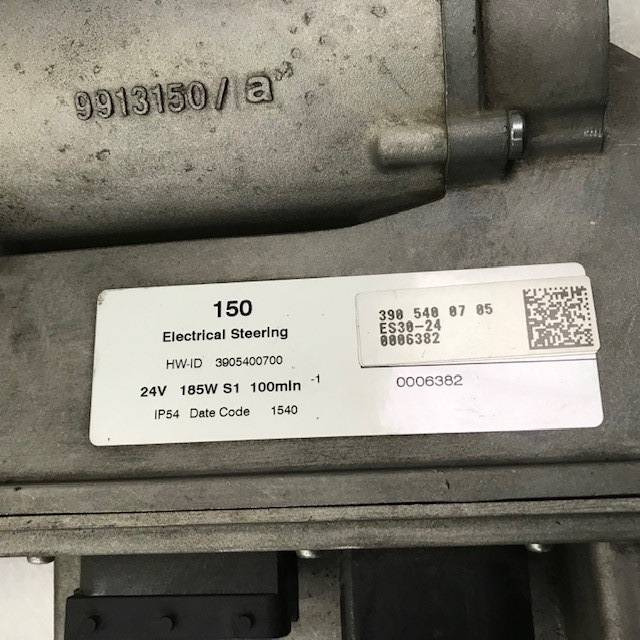 9913150/a
150
Electrical Steering
HW-ID 3905400700
24V 185W S1 100mIn -1
IP54 Date Code 1540
390 540 07 05
ES30-24
0006382
0006382